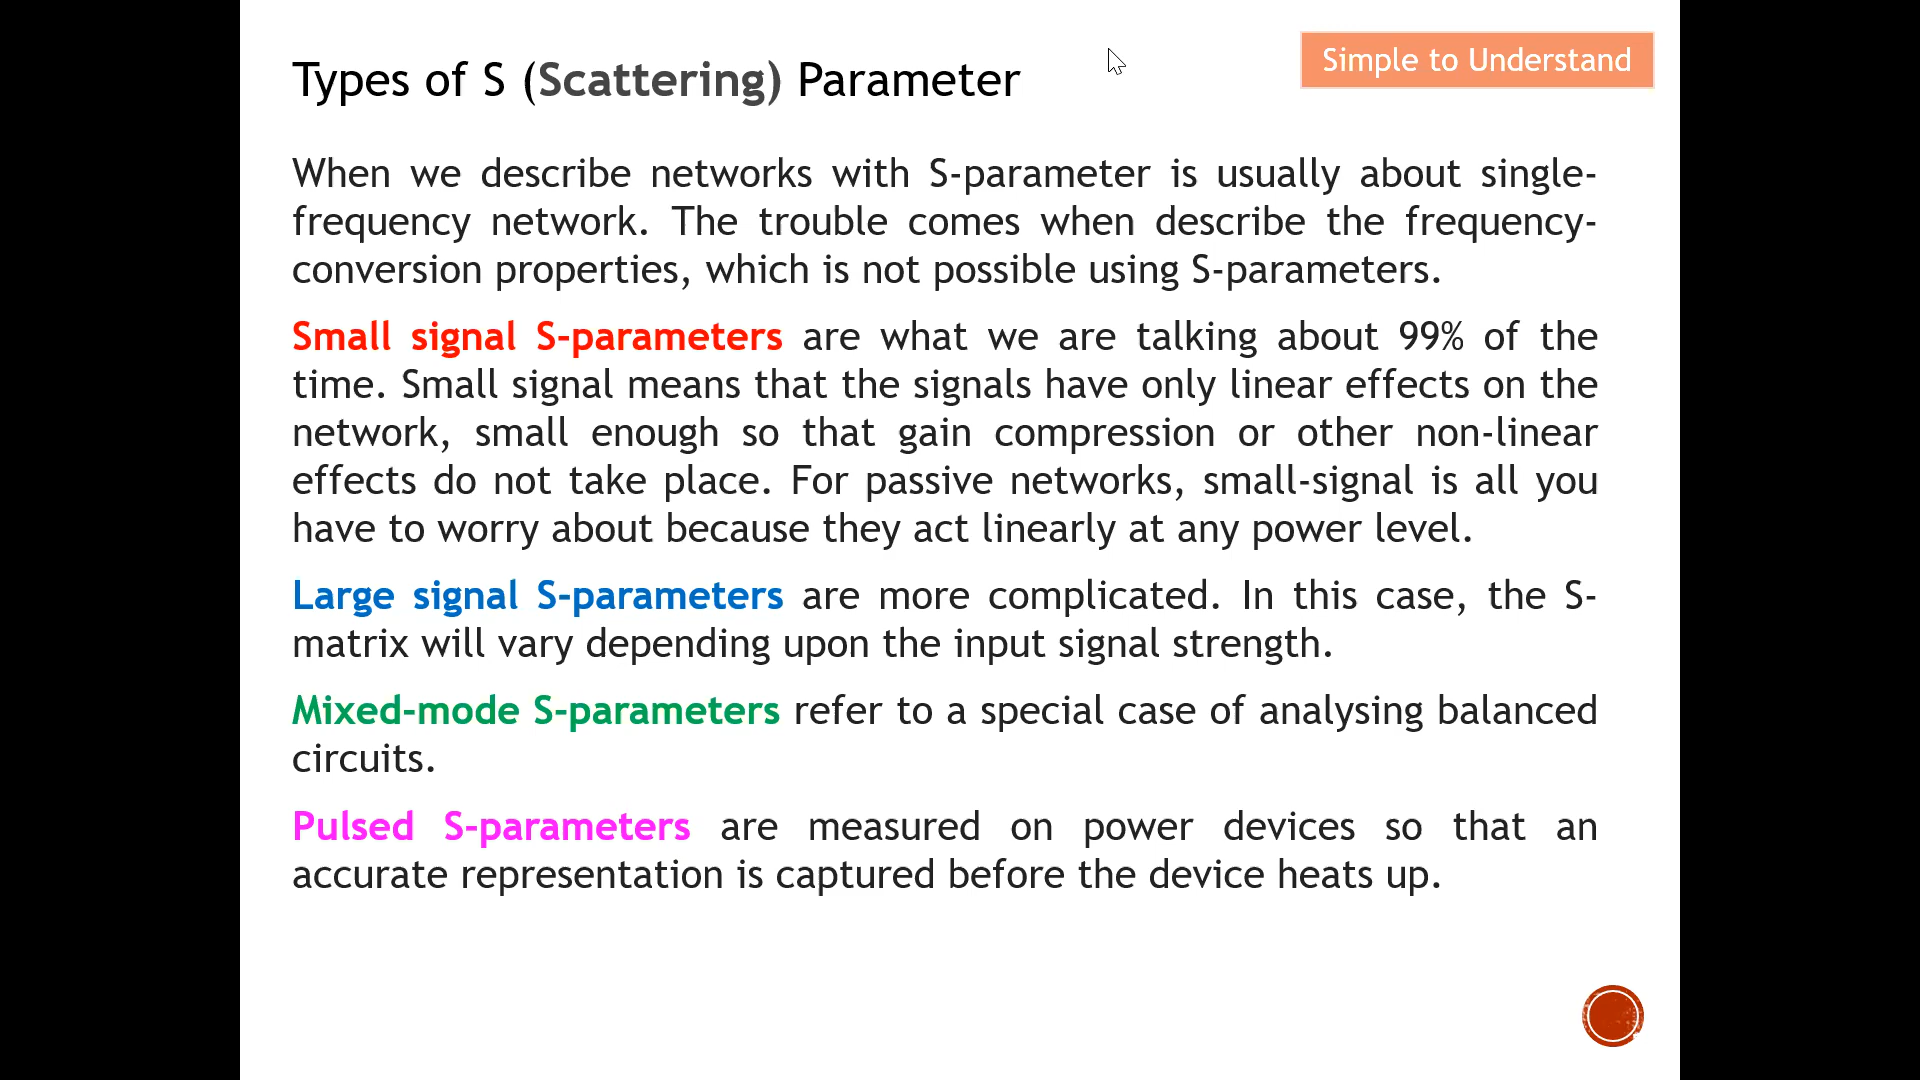 Types of S (Scattering) Parameter
Simple to Understand
When we describe networks with S-parameter is usually about single-
frequency network. The trouble comes when describe the frequency-
conversion properties, which is not possible using S-parameters.
Small signal S-parameters are what we are talking about 99% of the
time. Small signal means that the signals have only linear effects on the
network, small enough so that gain compression or other non-linear
effects do not take place. For passive networks, small-signal is all you
have to worry about because they act linearly at any power level.
Large signal S-parameters are more complicated. In this case, the S-
matrix will vary depending upon the input signal strength.
Mixed-mode S-parameters refer to a special case of analysing balanced
circuits.
Pulsed S-parameters are measured on power devices so that an
accurate representation is captured before the device heats up.